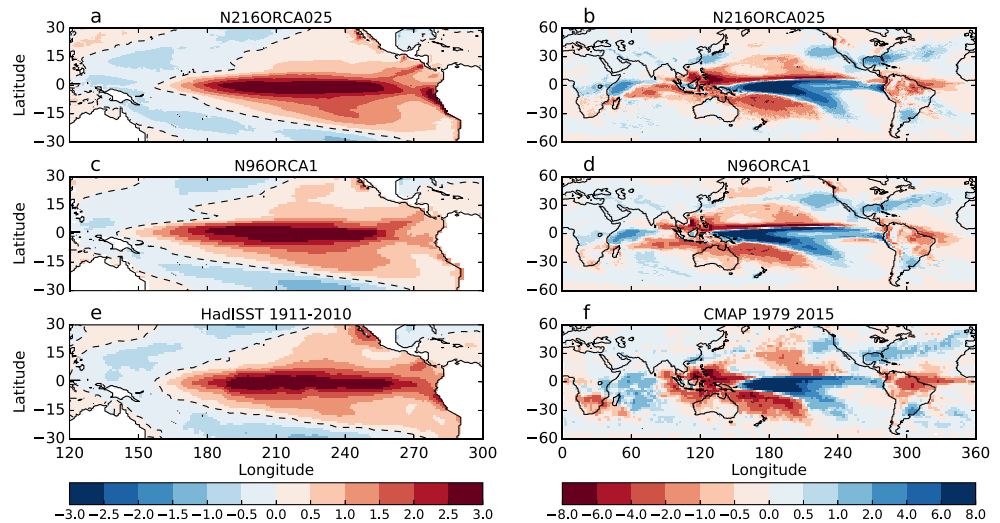 a N216ORCA025
b N216ORCA025
30 15 0 −15 −30
Latitude
60 30 0 −30 −60
c N96ORCA1
d N96ORCA1
30 15 0 −15 −30
Latitude
60 30 0 −30 −60
e HadISST 1911-2010
f CMAP 1979 2015
30 15 0 −15 −30
Latitude
60 30 0 −30 −60
120 150 180 210 240 270 300
0 60 120 180 240 300 360
Longitude
Longitude
−3.0 −2.5 −2.0 −1.5 −1.0 −0.5 0.0 0.5 1.0 1.5 2.0 2.5 3.0
−8.0 −6.0 −4.0 −2.0 −1.0 −0.5 0.0 0.5 1.0 2.0 4.0 6.0 8.0